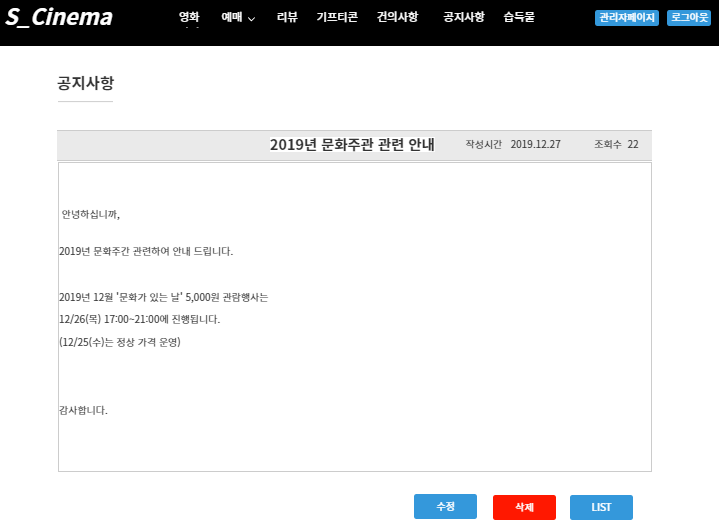 S_Cinema
영화 예매 리뷰 기프티콘 건의사항 공지사항 습득물 관리자페이지 로그아웃
공지사항
2019년 문화주관 관련 안내 작성시간 2019.12.27 조회수 22
안녕하십니까,
2019년 문화주간 관련하여 안내 드립니다.
2019년 12월 '문화가 있는 날' 5,000원 관람행사는
12/26(목) 17:00~21:00에 진행됩니다.
(12/25(수)는 정상 가격 운영)
감사합니다.
수정 삭제 LIST